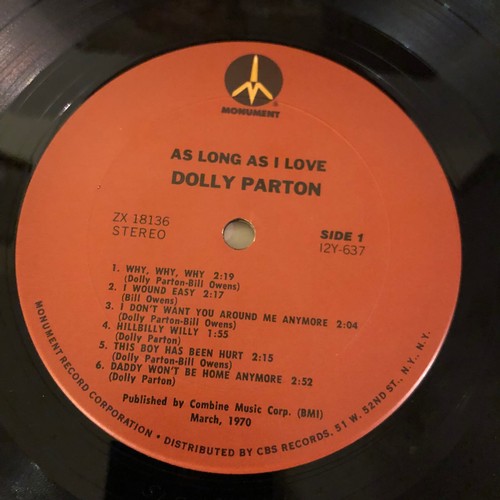 MONUMENT
AS LONG AS I LOVE
DOLLY PARTON
ZX 18136
STEREO
SIDE 1
12Y-637
1. WHY, WHY, WHY 2:19
(Dolly Parton-Bill Owens)
2. I WOUND EASY 2:17
(Bill Owens)
3. I DON'T WANT YOU AROUND ME ANYMORE 2:04
(Dolly Parton-Bill Owens)
4. HILLBILLY WILLY 1:55
(Dolly Parton)
5. THIS BOY HAS BEEN HURT 2:15
(Dolly Parton-Bill Owens)
6. DADDY WON'T BE HOME ANYMORE 2:52
(Dolly Parton)
Published by Combine Music Corp. (BMI)
March, 1970
MONUMENT RECORD CORPORATION • DISTRIBUTED BY CBS RECORDS, 51 W. 52ND ST., N.Y., N.Y.